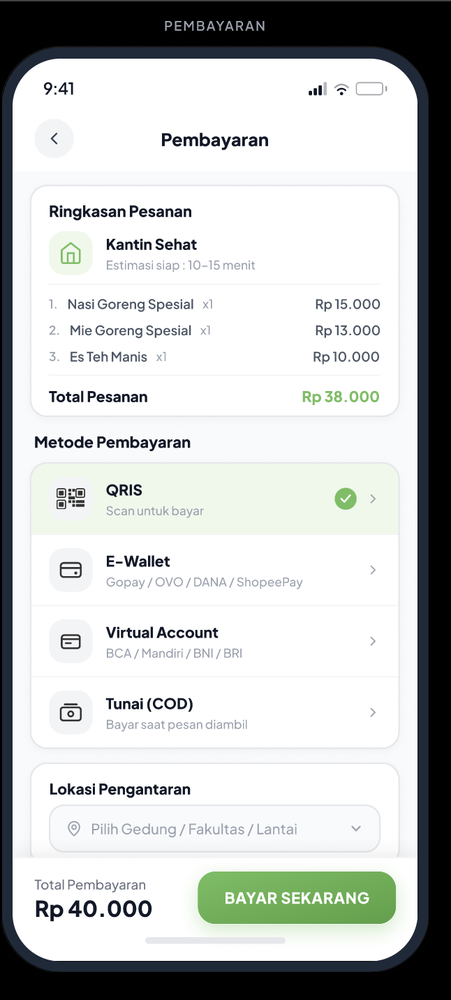 PEMBAYARAN
9:41
Pembayaran
Ringkasan Pesanan
Kantin Sehat
Estimasi siap : 10–15 menit
1. Nasi Goreng Spesial x1 Rp 15.000
2. Mie Goreng Spesial x1 Rp 13.000
3. Es Teh Manis x1 Rp 10.000
Total Pesanan Rp 38.000
Metode Pembayaran
QRIS
Scan untuk bayar
E-Wallet
Gopay / OVO / DANA / ShopeePay
Virtual Account
BCA / Mandiri / BNI / BRI
Tunai (COD)
Bayar saat pesan diambil
Lokasi Pengantaran
Pilih Gedung / Fakultas / Lantai
Total Pembayaran
Rp 40.000
BAYAR SEKARANG